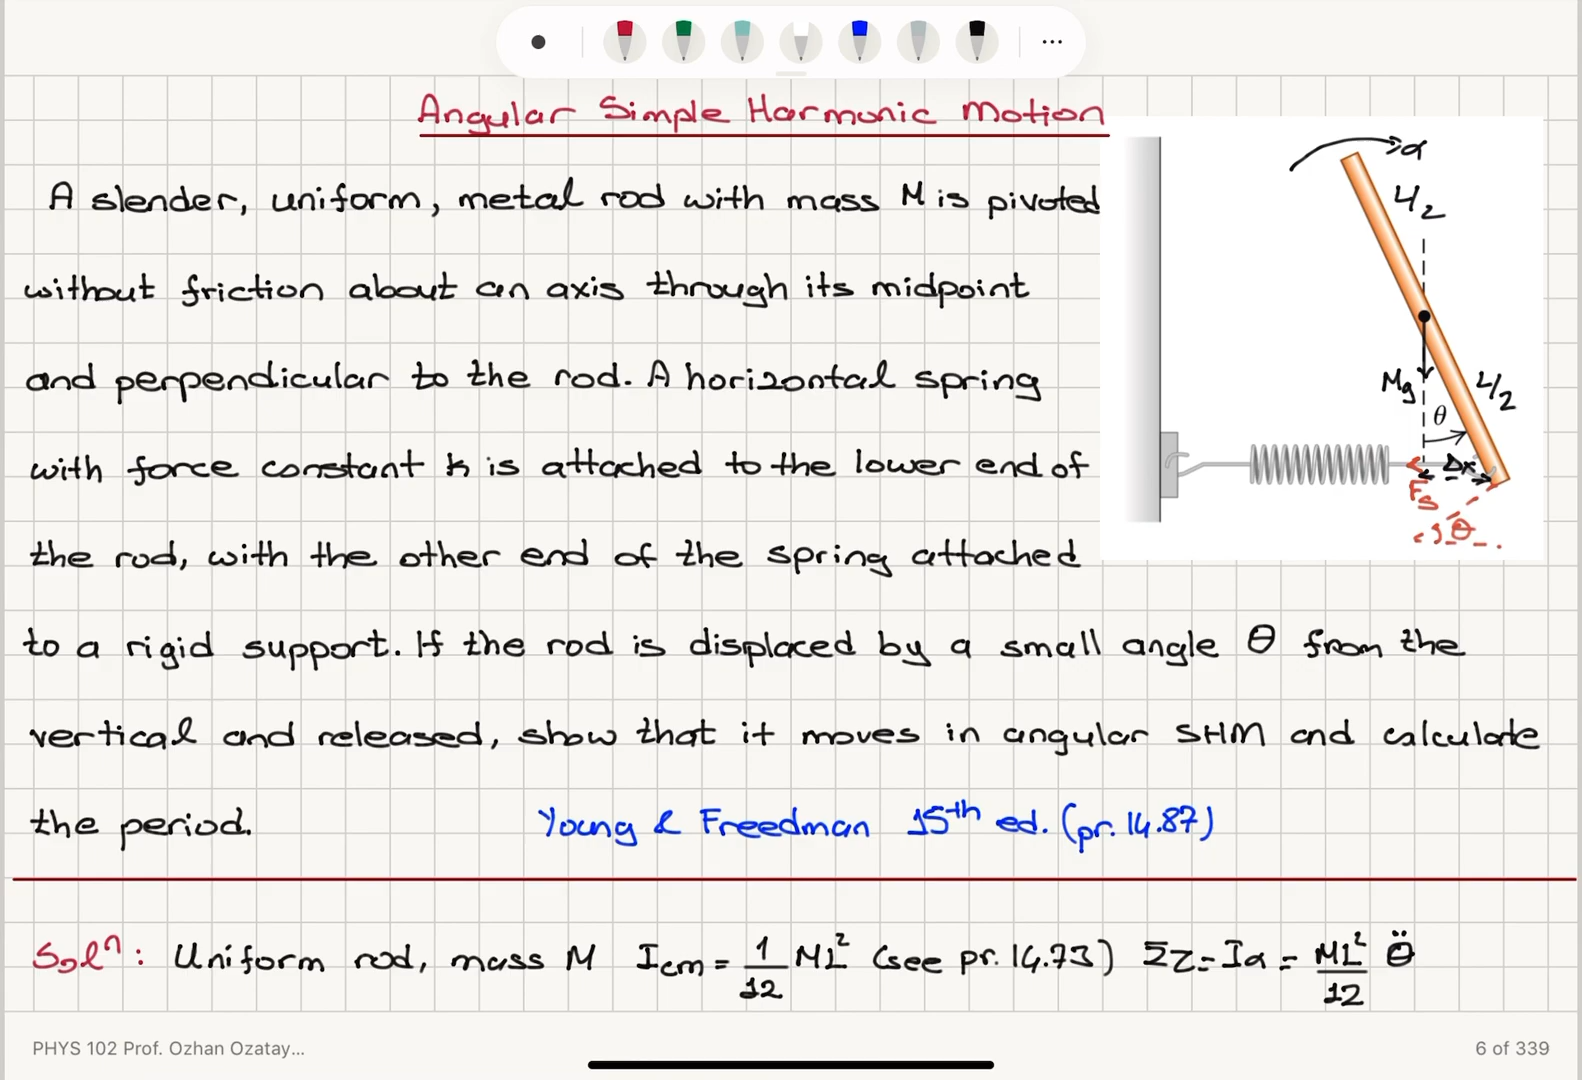 Angular Simple Harmonic Motion
A slender, uniform, metal rod with mass M is pivoted
without friction about an axis through its midpoint
and perpendicular to the rod. A horizontal spring
with force constant k is attached to the lower end of
the rod, with the other end of the spring attached
to a rigid support. If the rod is displaced by a small angle θ from the
vertical and released, show that it moves in angular SHM and calculate
the period.
Young & Freedman 15th ed. (pr. 14.87)
α
L/2
Mg
L/2
θ
Δx
Fs
θ
Solⁿ: Uniform rod, mass M Icm = 1/12 ML² (see pr. 14.73) Στ = Iα = ML²/12 θ̈
PHYS 102 Prof. Ozhan Ozatay...
6 of 339